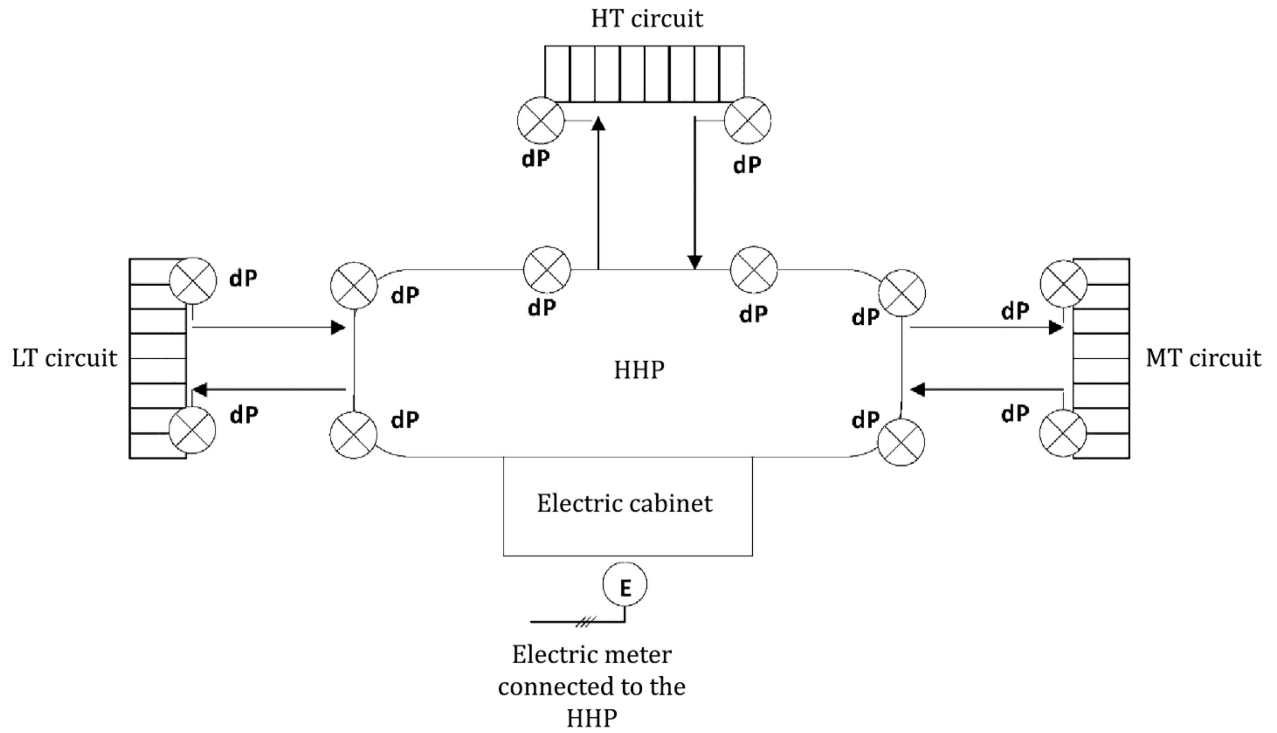 HT circuit
dP
dP
dP
dP
dP
dP
dP
dP
dP
LT circuit
HHP
MT circuit
dP
dP
dP
dP
Electric cabinet
E
Electric meter
connected to the
HHP